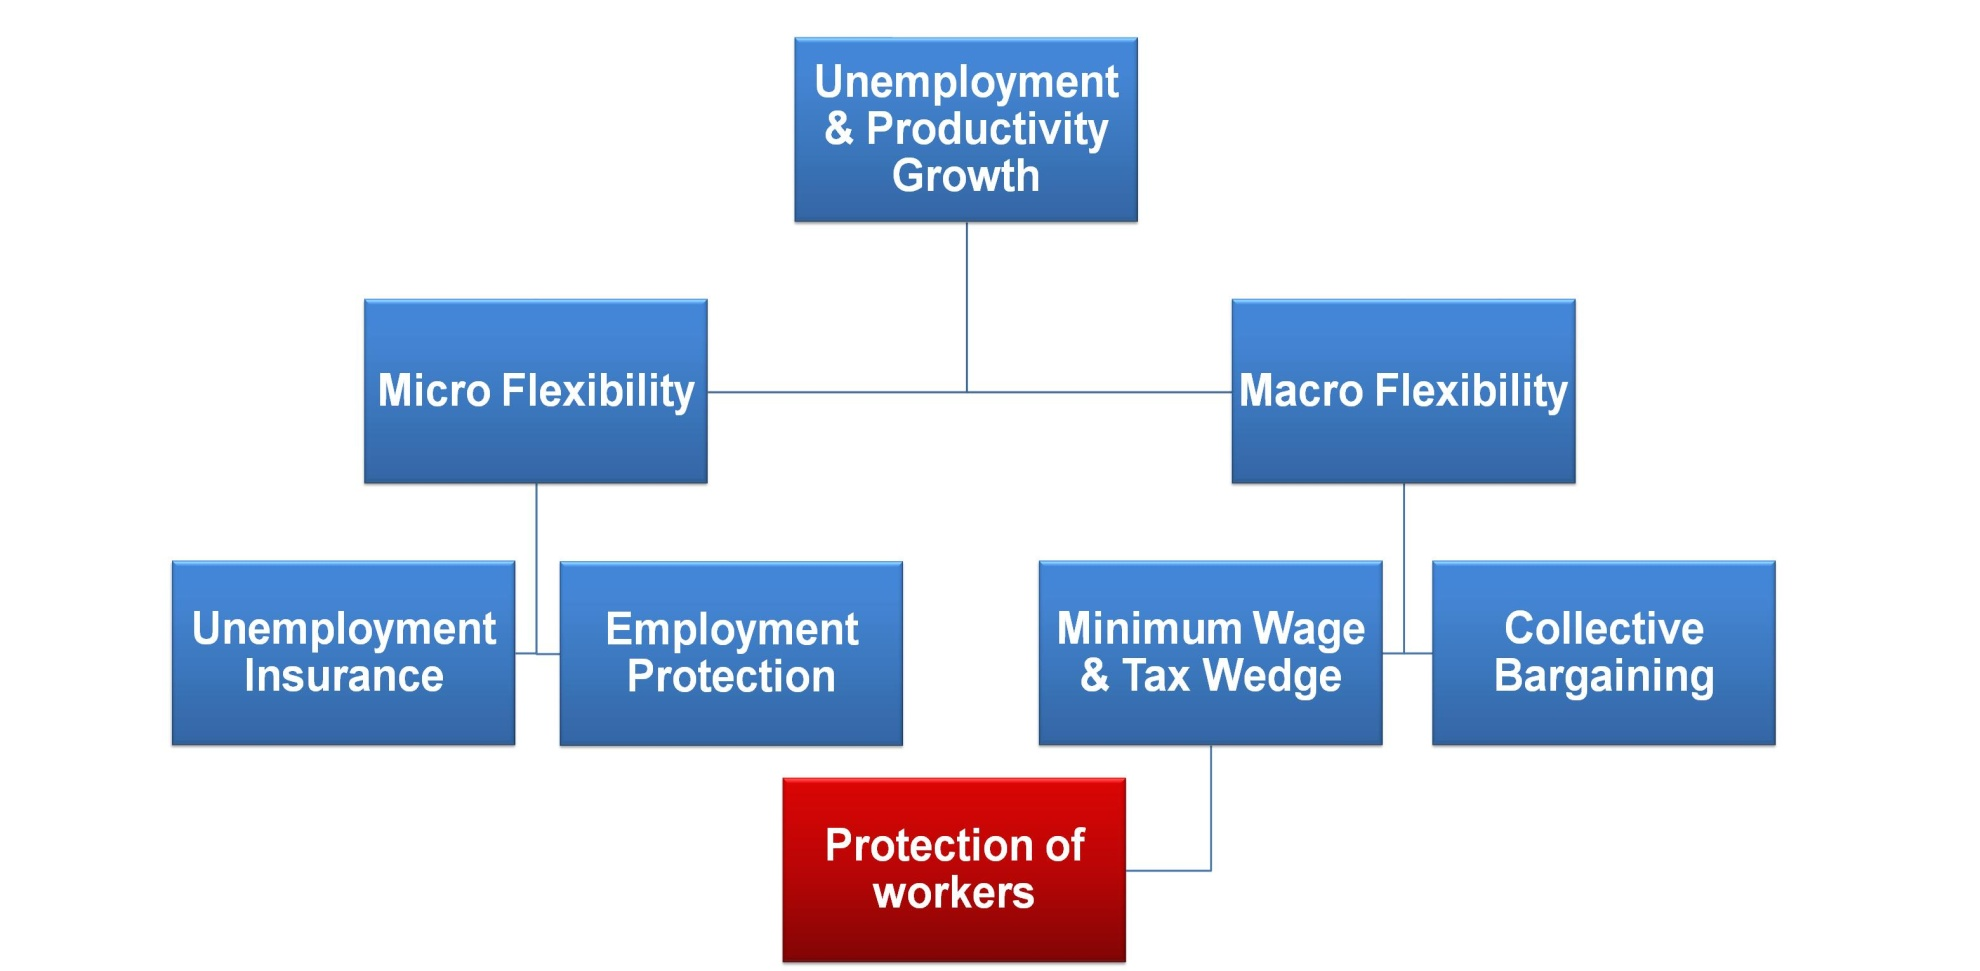 Unemployment
& Productivity
Growth
Micro Flexibility
Macro Flexibility
Unemployment
Insurance
Employment
Protection
Minimum Wage
& Tax Wedge
Collective
Bargaining
Protection of
workers